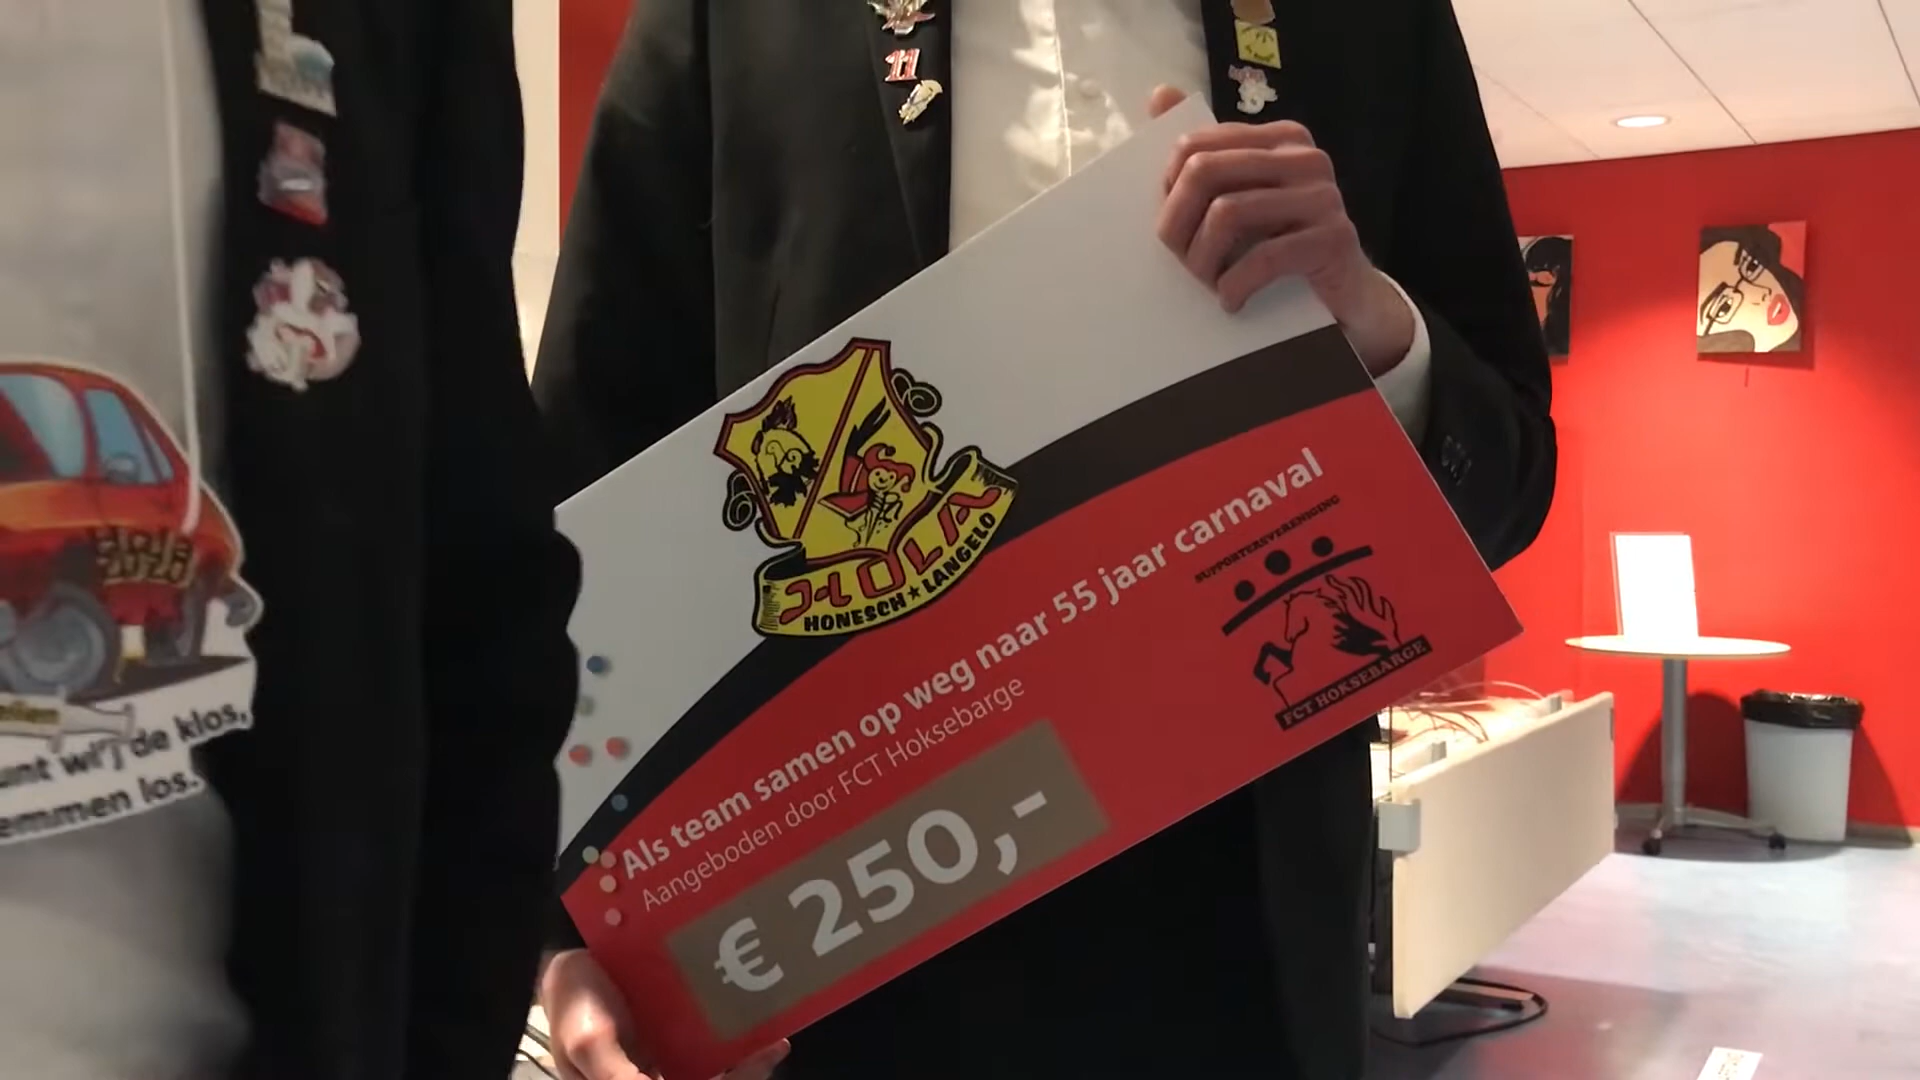 11
HOLA
HONESCH ★ LANGELO
Als team samen op weg naar 55 jaar carnaval
Aangeboden door FCT Hoksebarge
€ 250,-
SUPPORTERSVERENIGING
FCT HOKSEBARGE
de klos,
emmen los.